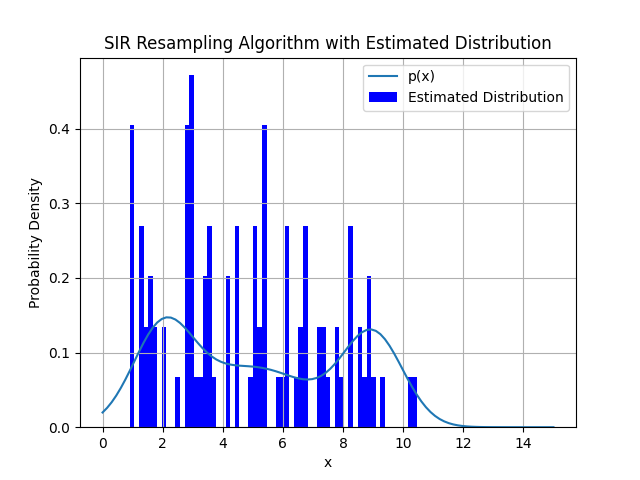 SIR Resampling Algorithm with Estimated Distribution
p(x)
Estimated Distribution
Probability Density
0.4
0.3
0.2
0.1
0.0
0 2 4 6 8 10 12 14
x